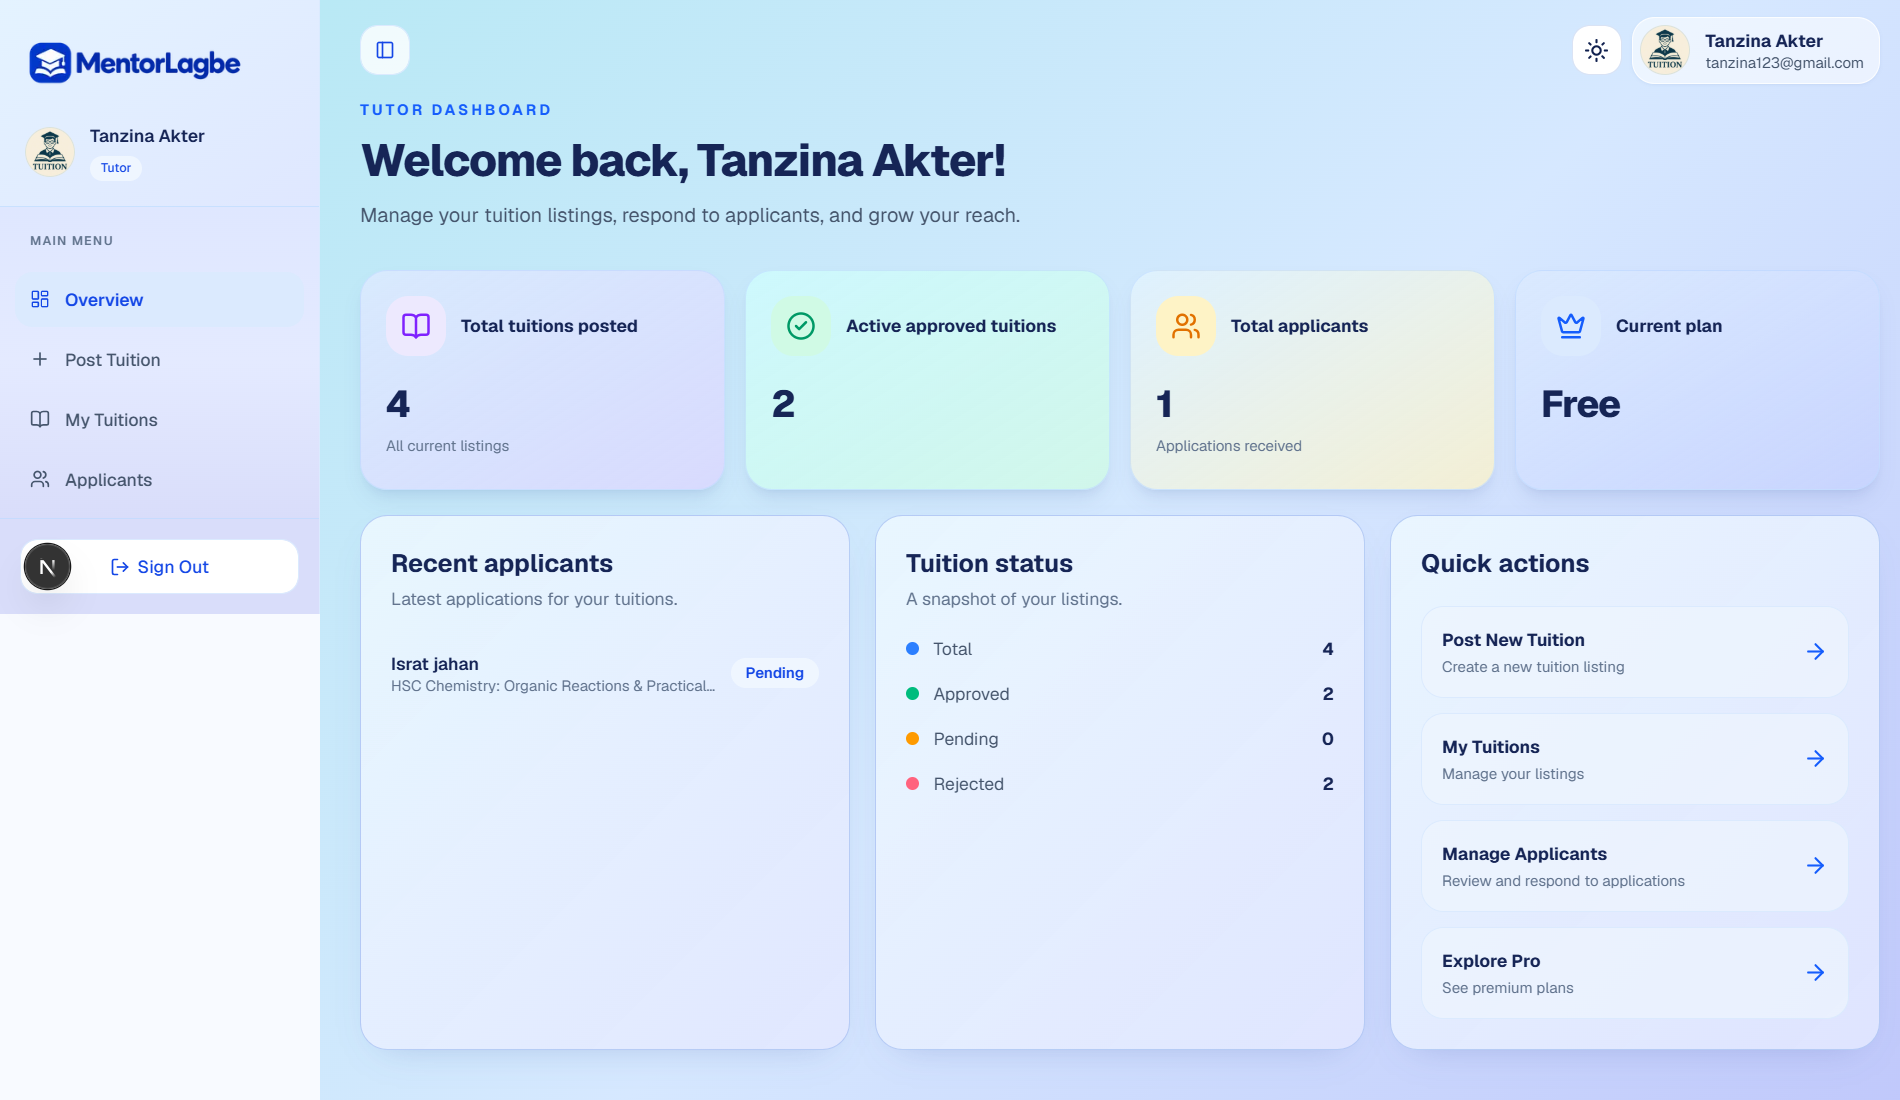 MentorLagbe
TUITION
Tanzina Akter
Tutor
MAIN MENU
Overview
Post Tuition
My Tuitions
Applicants
N
Sign Out
TUITION
Tanzina Akter
tanzina123@gmail.com
TUTOR DASHBOARD
Welcome back, Tanzina Akter!
Manage your tuition listings, respond to applicants, and grow your reach.
Total tuitions posted
4
All current listings
Active approved tuitions
2
Total applicants
1
Applications received
Current plan
Free
Recent applicants
Latest applications for your tuitions.
Israt jahan
HSC Chemistry: Organic Reactions & Practical...
Pending
Tuition status
A snapshot of your listings.
Total 4
Approved 2
Pending 0
Rejected 2
Quick actions
Post New Tuition
Create a new tuition listing
My Tuitions
Manage your listings
Manage Applicants
Review and respond to applications
Explore Pro
See premium plans